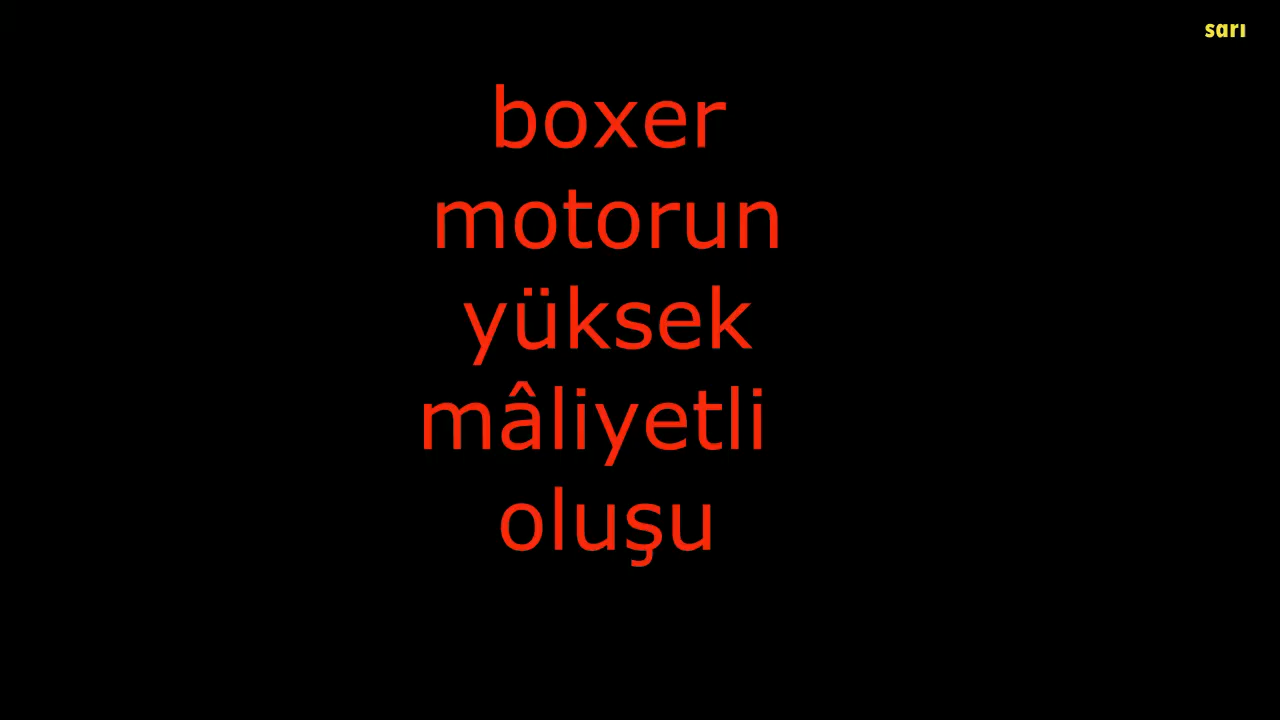 sarı
boxer
motorun
yüksek
mâliyetli
oluşu